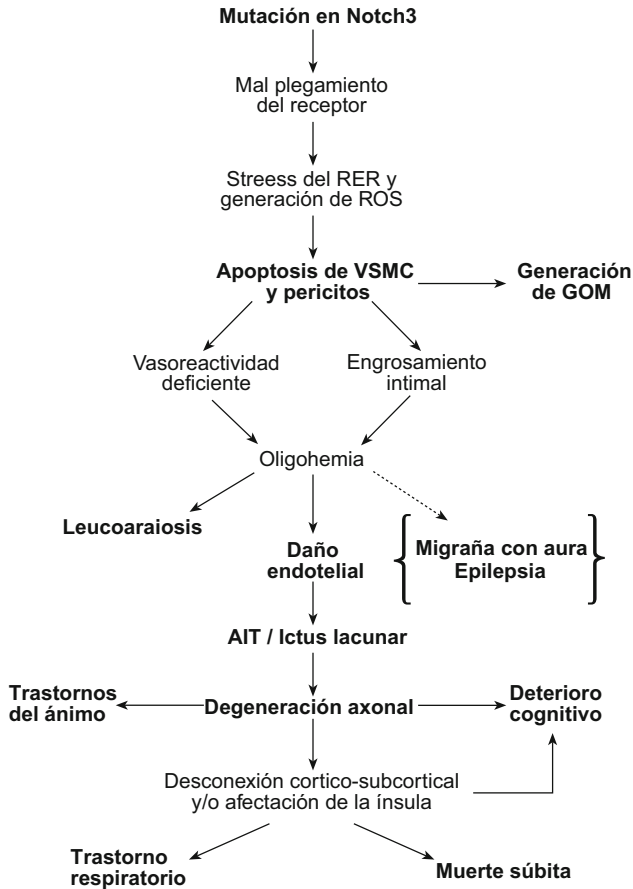 Mutación en Notch3
Mal plegamiento
del receptor
Streess del RER y
generación de ROS
Apoptosis de VSMC
y pericitos
Generación
de GOM
Vasoreactividad
deficiente
Engrosamiento
intimal
Oligohemia
Leucoaraiosis
Daño
endotelial
Migraña con aura
Epilepsia
AIT / Ictus lacunar
Trastornos
del ánimo
Degeneración axonal
Deterioro
cognitivo
Desconexión cortico-subcortical
y/o afectación de la ínsula
Trastorno
respiratorio
Muerte súbita